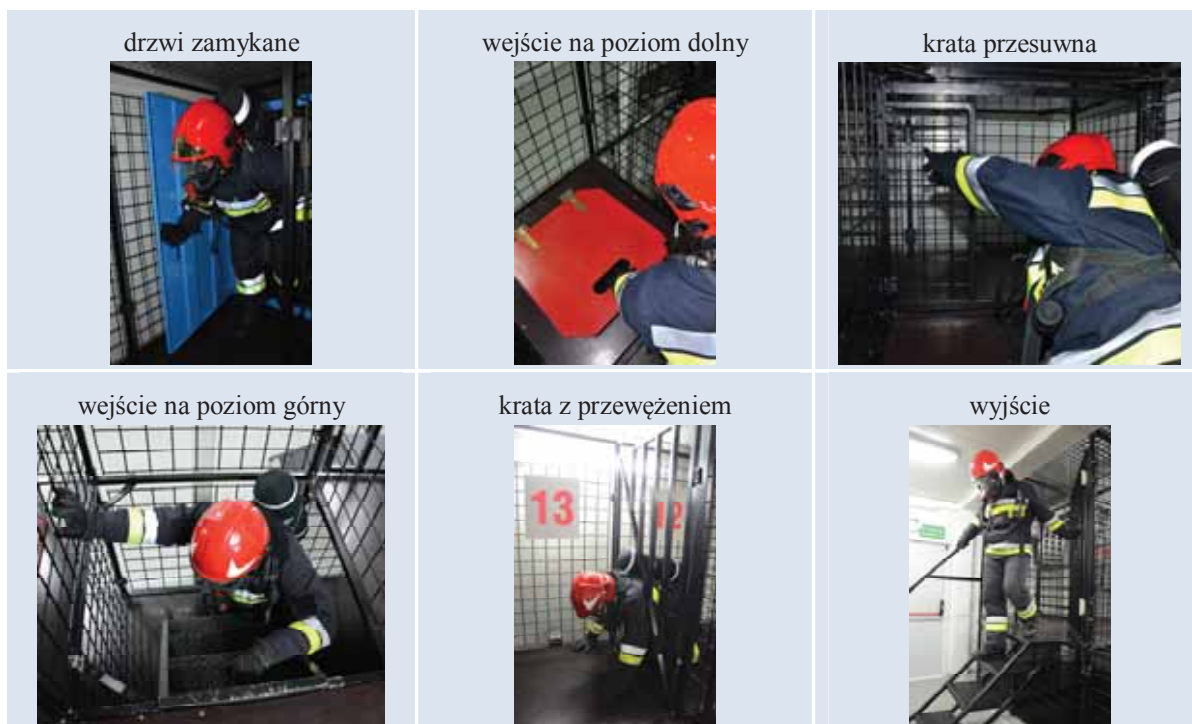 drzwi zamykane
wejście na poziom dolny
krata przesuwna
wejście na poziom górny
krata z przewężeniem
wyjście
13
12